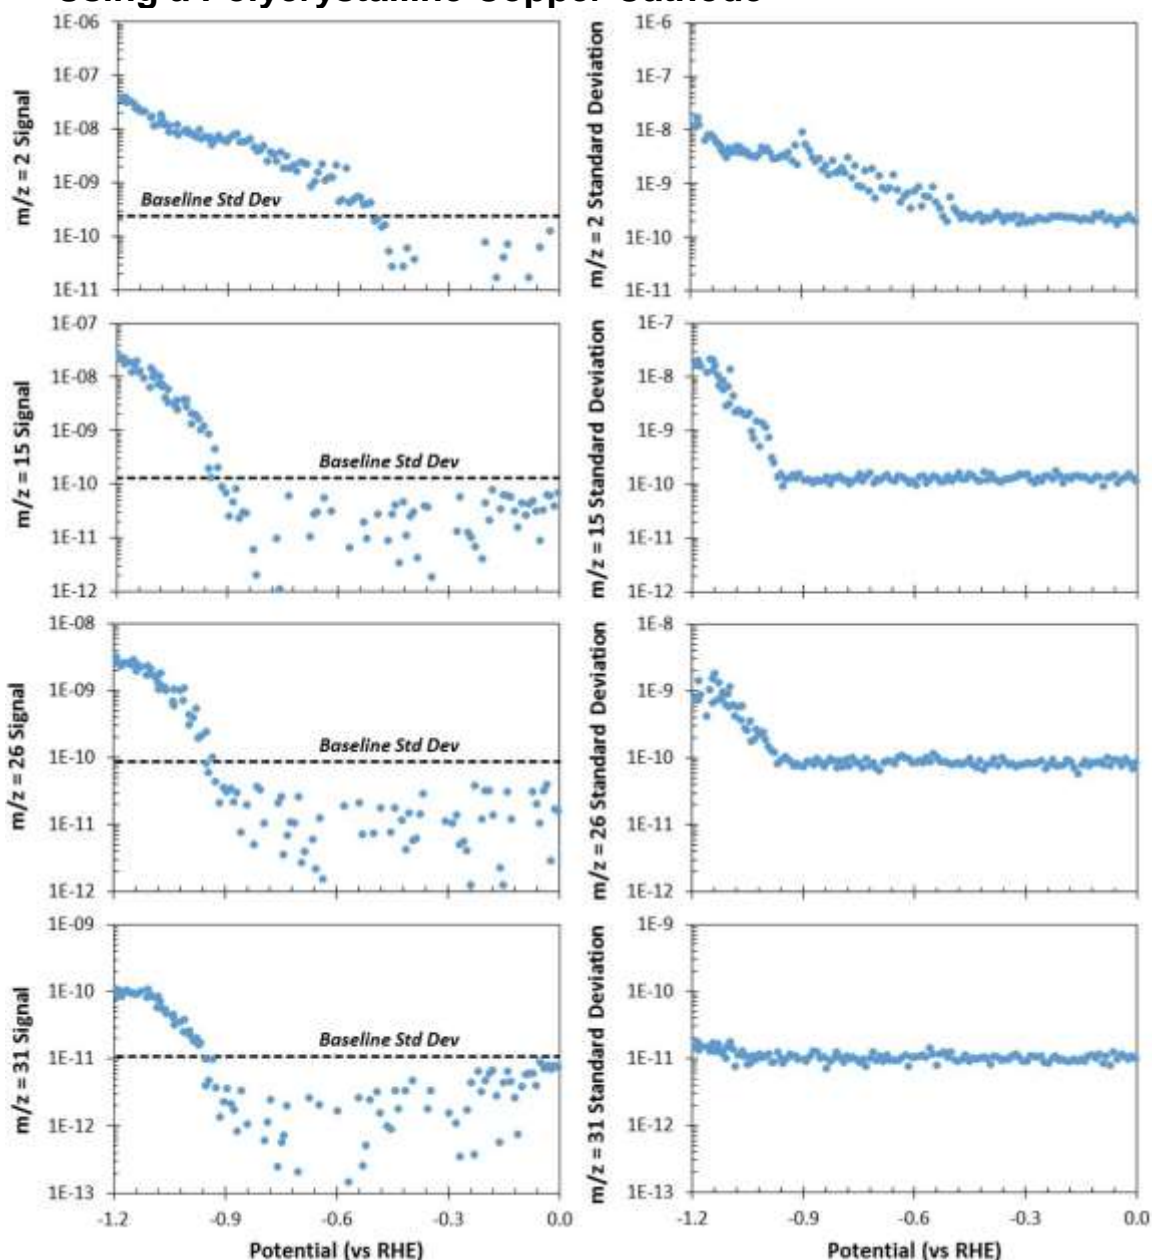 Using a Polycrystalline Copper Cathode
1E-06
1E-07
1E-08
1E-09
1E-10
1E-11
m/z = 2 Signal
Baseline Std Dev
1E-6
1E-7
1E-8
1E-9
1E-10
1E-11
m/z = 2 Standard Deviation
1E-07
1E-08
1E-09
1E-10
1E-11
1E-12
m/z = 15 Signal
Baseline Std Dev
1E-7
1E-8
1E-9
1E-10
1E-11
1E-12
m/z = 15 Standard Deviation
1E-08
1E-09
1E-10
1E-11
1E-12
m/z = 26 Signal
Baseline Std Dev
1E-8
1E-9
1E-10
1E-11
1E-12
m/z = 26 Standard Deviation
1E-09
1E-10
1E-11
1E-12
1E-13
m/z = 31 Signal
Baseline Std Dev
-1.2 -0.9 -0.6 -0.3 0.0
Potential (vs RHE)
1E-9
1E-10
1E-11
1E-12
1E-13
m/z = 31 Standard Deviation
-1.2 -0.9 -0.6 -0.3 0.0
Potential (vs RHE)